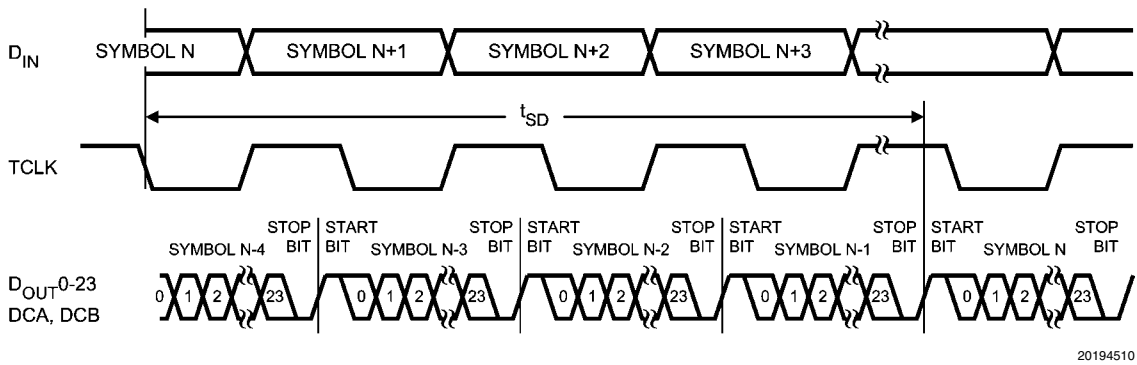 D_IN
SYMBOL N
SYMBOL N+1
SYMBOL N+2
SYMBOL N+3
t_SD
TCLK
STOP BIT
START BIT
STOP BIT
START BIT
STOP BIT
START BIT
STOP BIT
START BIT
STOP BIT
SYMBOL N-4
SYMBOL N-3
SYMBOL N-2
SYMBOL N-1
SYMBOL N
D_OUT0-23
DCA, DCB
0 1 2 23
0 1 2 23
0 1 2 23
0 1 2 23
0 1 2 23
20194510